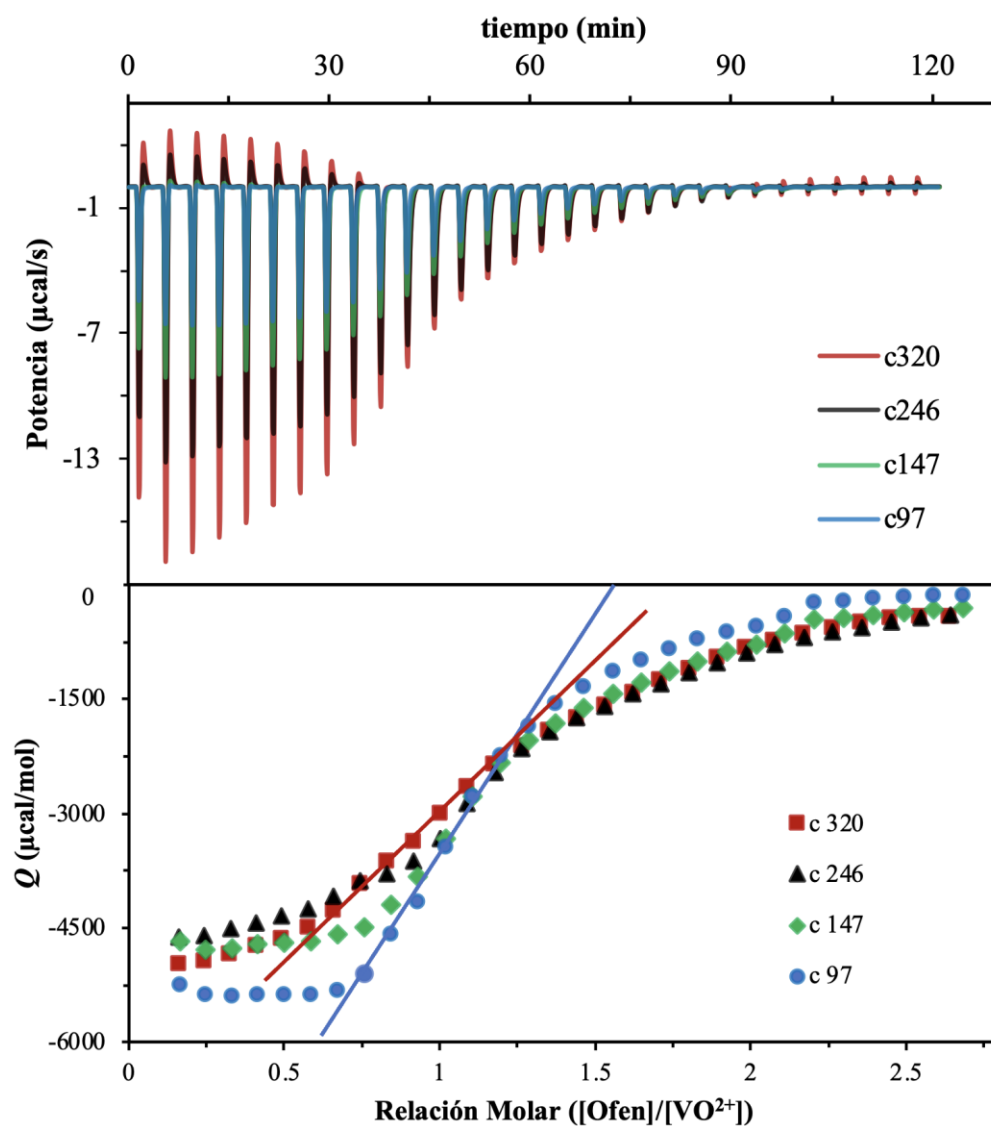 tiempo (min)
0 30 60 90 120
-1
-7
-13
Potencia (µcal/s)
c320
c246
c147
c97
0
-1500
-3000
-4500
-6000
Q (µcal/mol)
c 320
c 246
c 147
c 97
0 0.5 1 1.5 2 2.5
Relación Molar ([Ofen]/[VO²⁺])